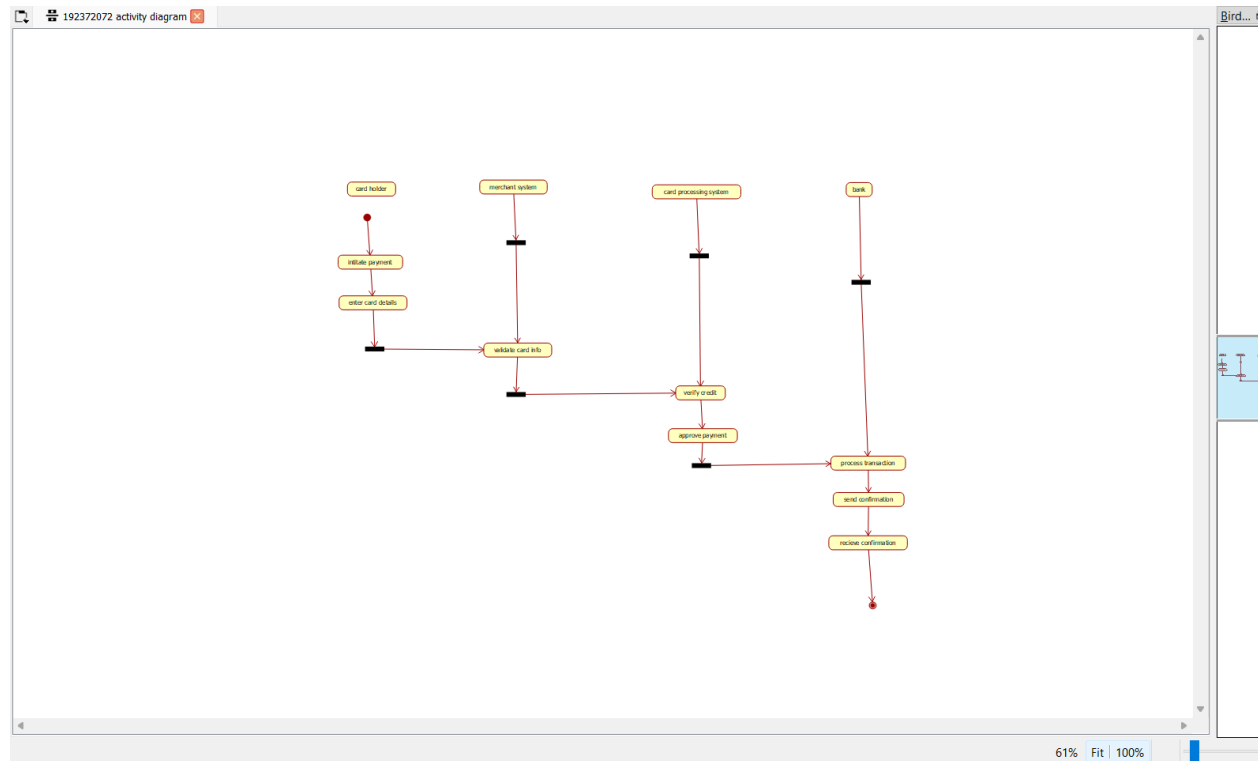 192372072 activity diagram
Bird...
card holder
merchant system
card processing system
bank
intitate payment
enter card details
validate card info
verify credit
approve payment
process transaction
send confirmation
recieve confirmation
61% Fit 100%